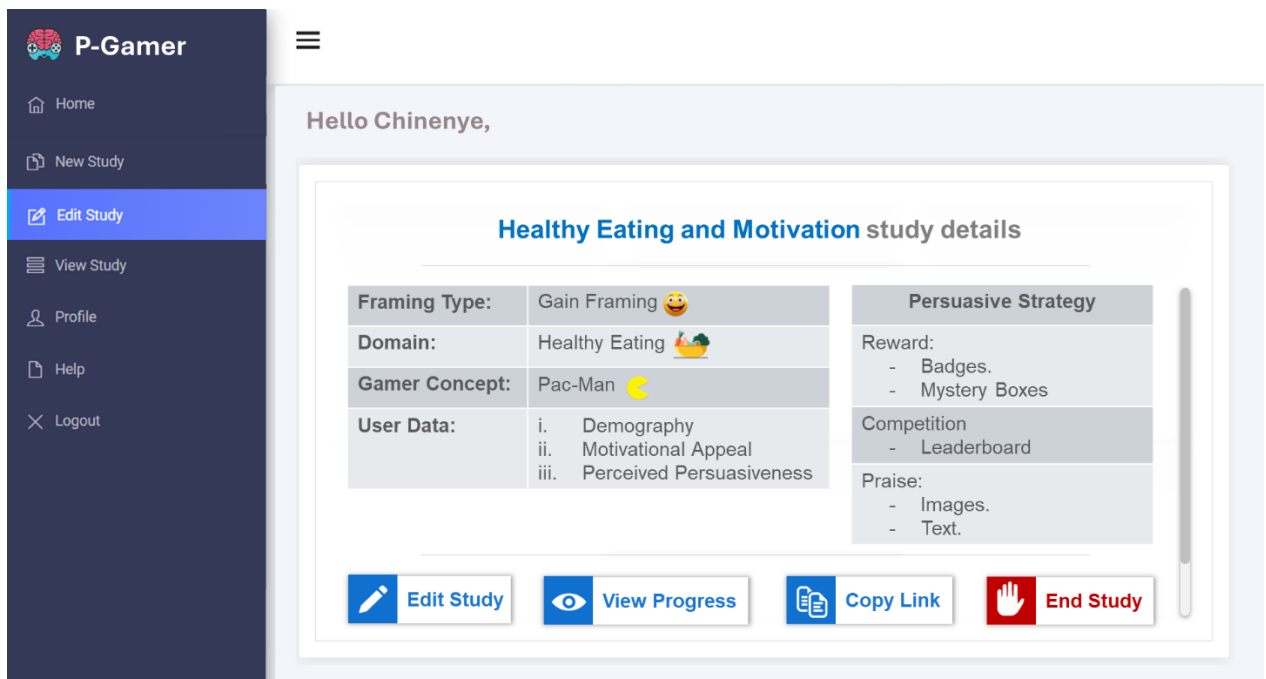 P-Gamer
Home
New Study
Edit Study
View Study
Profile
Help
Logout
Hello Chinenye,
Healthy Eating and Motivation study details
Framing Type: Gain Framing
Domain: Healthy Eating
Gamer Concept: Pac-Man
User Data: i. Demography
ii. Motivational Appeal
iii. Perceived Persuasiveness
Persuasive Strategy
Reward:
- Badges.
- Mystery Boxes
Competition
- Leaderboard
Praise:
- Images.
- Text.
Edit Study
View Progress
Copy Link
End Study